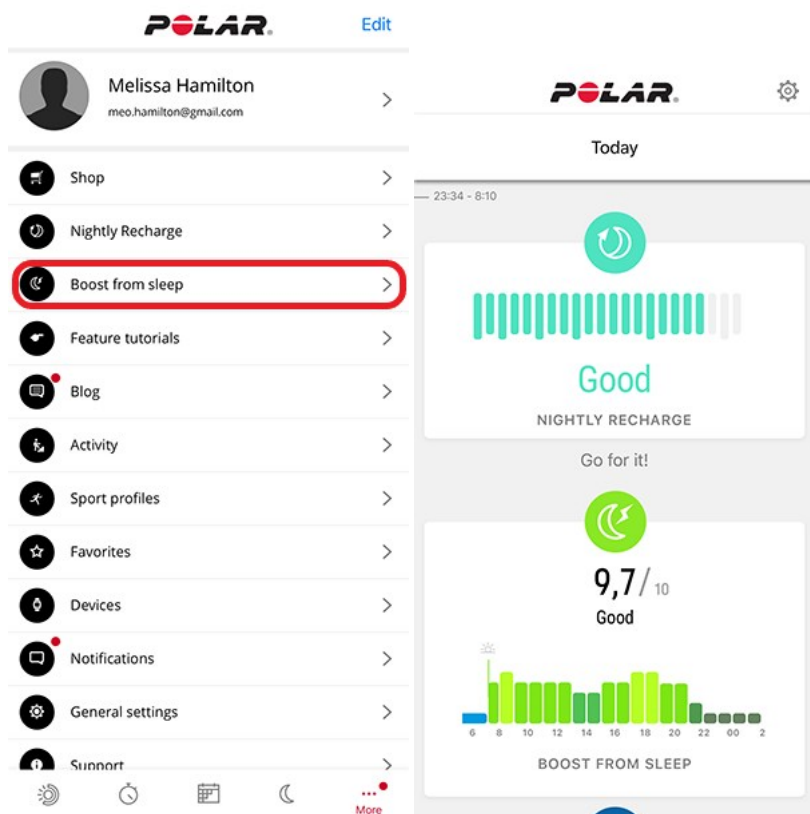 POLAR.
Edit
Melissa Hamilton
meo.hamilton@gmail.com
Shop
Nightly Recharge
Boost from sleep
Feature tutorials
Blog
Activity
Sport profiles
Favorites
Devices
Notifications
General settings
Support
More
POLAR.
Today
23:34 - 8:10
Good
NIGHTLY RECHARGE
Go for it!
9,7/10
Good
6 8 10 12 14 16 18 20 22 00 2
BOOST FROM SLEEP